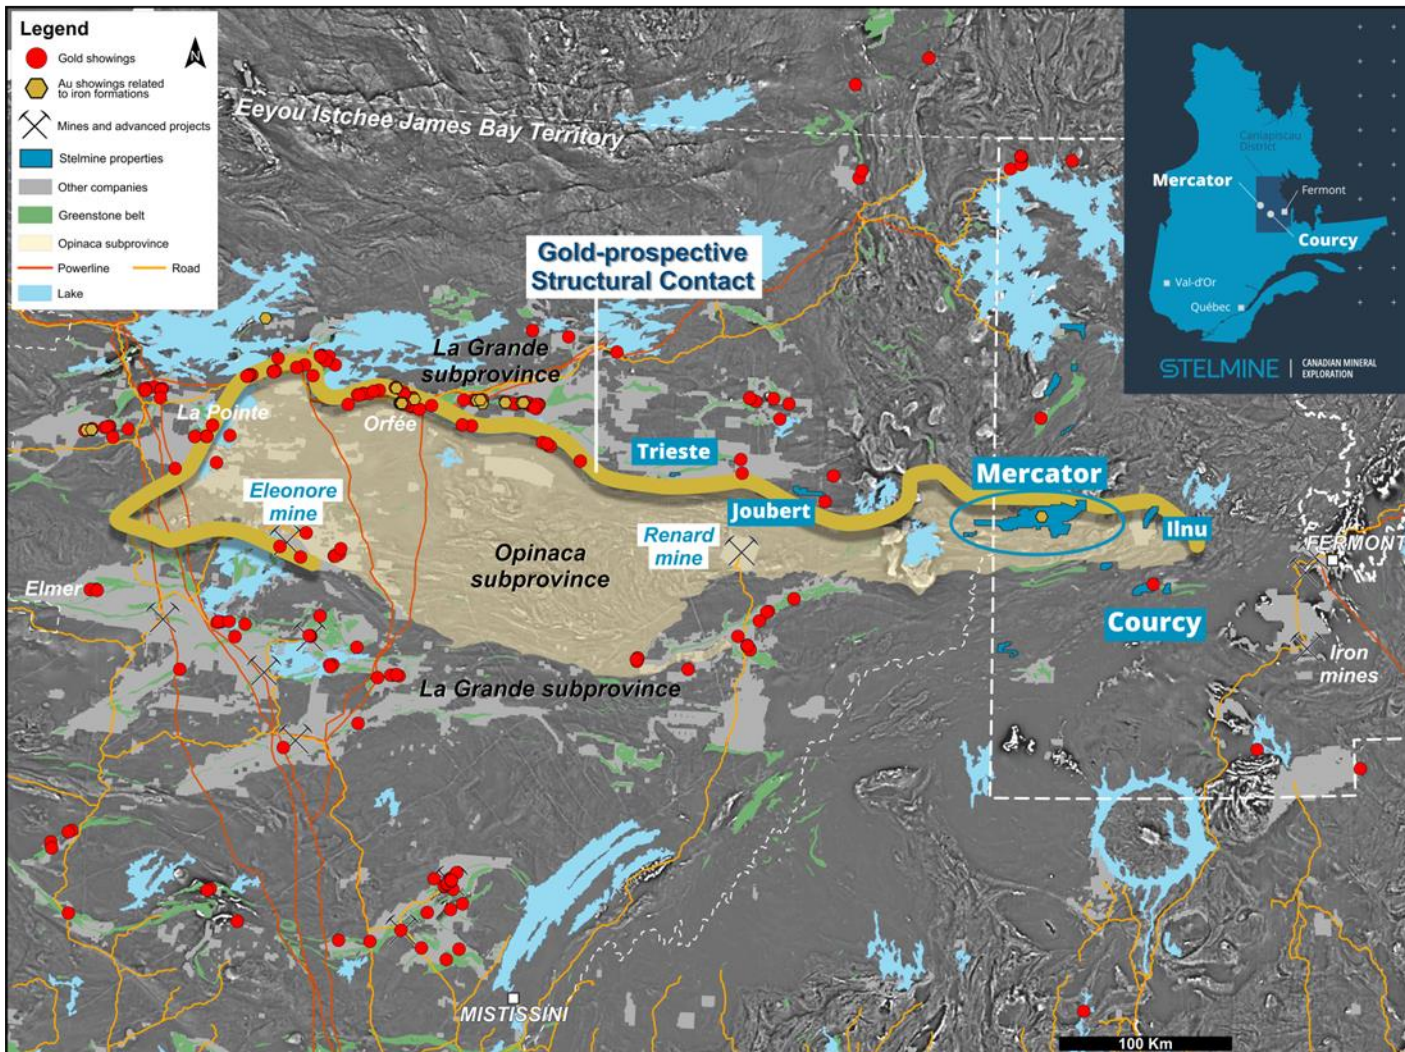 Legend
N
Gold showings
Au showings related
to iron formations
Mines and advanced projects
Stelmine properties
Other companies
Greenstone belt
Opinaca subprovince
Powerline
Road
Lake
Eeyou Istchee James Bay Territory
Caniapiscau
District
Mercator
Fermont
Courcy
Val-d'Or
Québec
STELMINE
CANADIAN MINERAL
EXPLORATION
Gold-prospective
Structural Contact
La Grande
subprovince
La Pointe
Orfée
Trieste
Mercator
Joubert
Ilnu
Eleonore
mine
Renard
mine
Opinaca
subprovince
FERMONT
Elmer
Courcy
Iron
mines
La Grande subprovince
MISTISSINI
100 Km